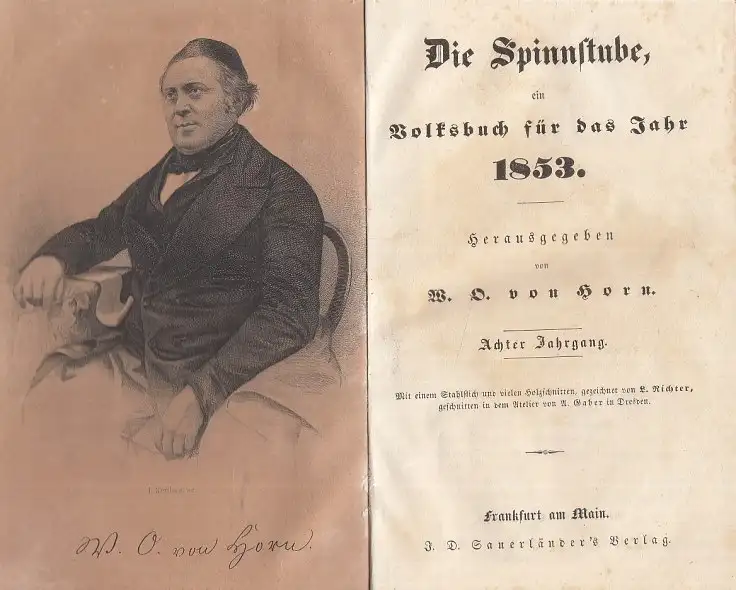 W. O. von Horn.
Die Spinnſtube,
ein
Volksbuch für das Jahr
1853.
Herausgegeben
von
W. O. von Horn.
Achter Jahrgang.
Mit einem Stahlſtich und vielen Holzſchnitten, gezeichnet von L. Richter,
geſchnitten in dem Atelier von A. Gaber in Dresden.
Frankfurt am Main.
J. D. Sauerländer's Verlag.